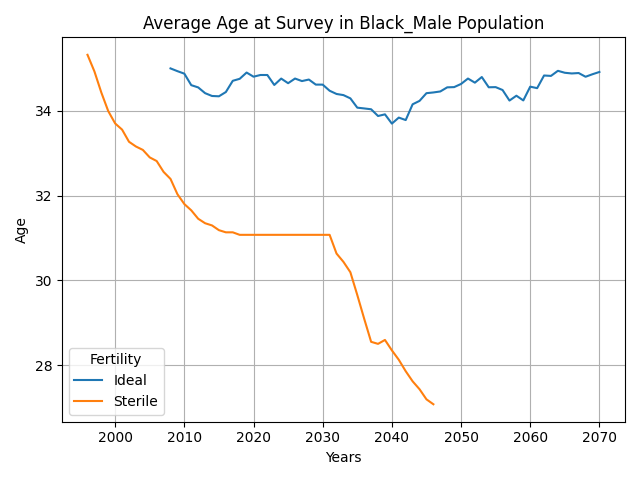 Average Age at Survey in Black_Male Population
Age
34
32
30
28
Fertility
Ideal
Sterile
2000 2010 2020 2030 2040 2050 2060 2070
Years